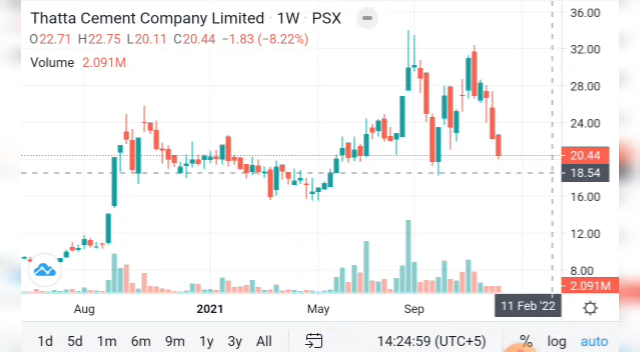 Thatta Cement Company Limited · 1W · PSX
O22.71 H22.75 L20.11 C20.44 −1.83 (−8.22%)
Volume 2.091M
36.00
32.00
28.00
24.00
20.44
18.54
16.00
12.00
8.00
2.091M
Aug 2021 May Sep 11 Feb '22
1d 5d 1m 6m 9m 1y 3y All 14:24:59 (UTC+5) % log auto